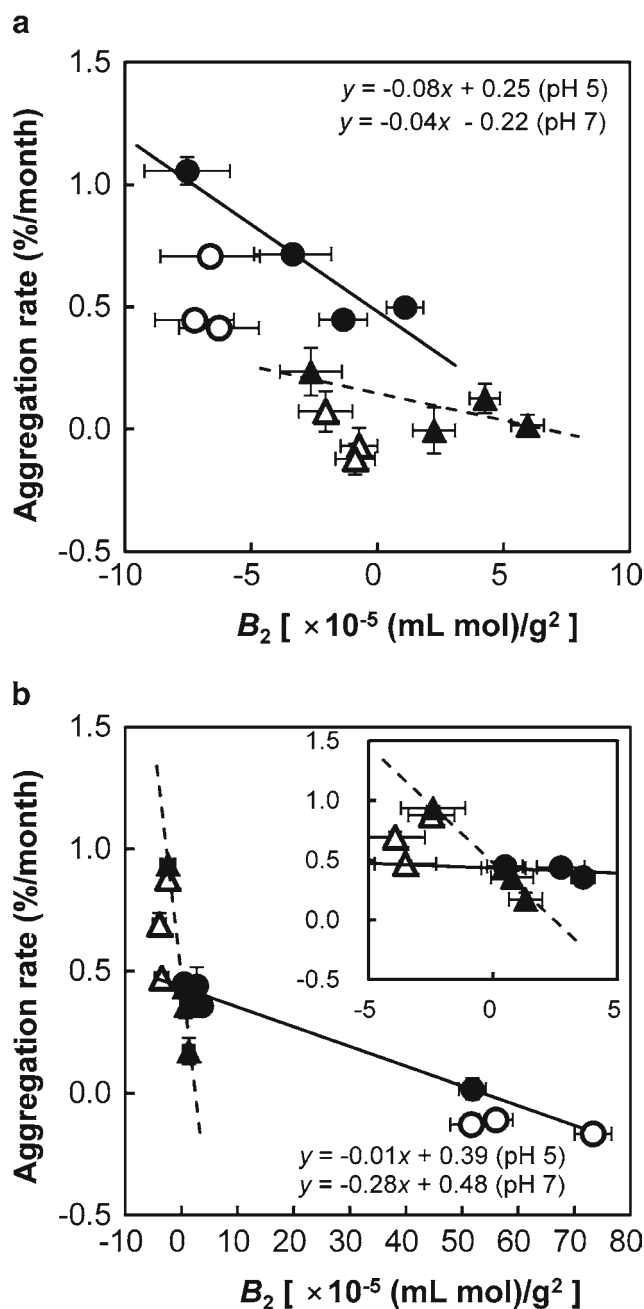 a
y = -0.08x + 0.25 (pH 5)
y = -0.04x - 0.22 (pH 7)
Aggregation rate (%/month)
1.5
1.0
0.5
0.0
-0.5
-10 -5 0 5 10
B₂ [ ×10⁻⁵ (mL mol)/g² ]
b
Aggregation rate (%/month)
1.5
1.0
0.5
0.0
-0.5
1.5
1.0
0.5
0.0
-0.5
-5 0 5
y = -0.01x + 0.39 (pH 5)
y = -0.28x + 0.48 (pH 7)
-10 0 10 20 30 40 50 60 70 80
B₂ [ ×10⁻⁵ (mL mol)/g² ]